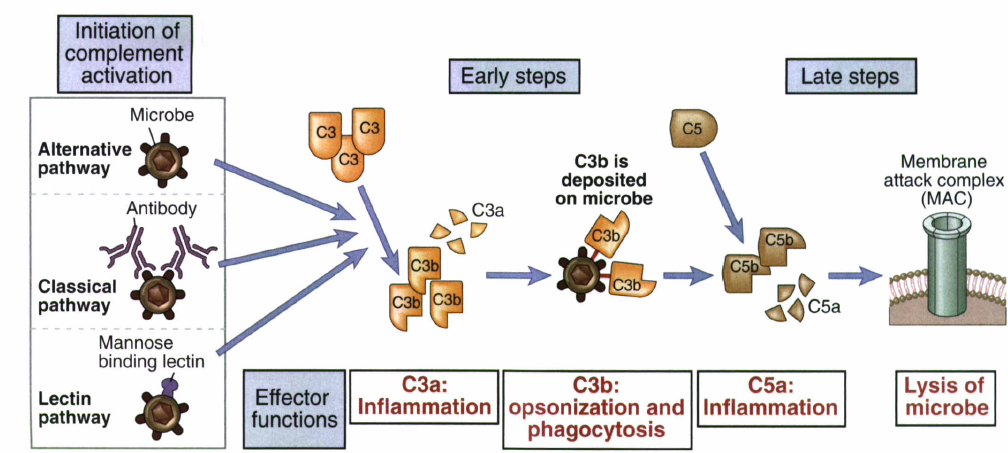 Initiation of
complement
activation
Early steps
Late steps
Microbe
Alternative
pathway
Antibody
Classical
pathway
Mannose
binding lectin
Lectin
pathway
C3
C3
C3
C3a
C3b
C3b
C3b
C3b is
deposited
on microbe
C3b
C3b
C5
C5b
C5b
C5a
Membrane
attack complex
(MAC)
Effector
functions
C3a:
Inflammation
C3b:
opsonization and
phagocytosis
C5a:
Inflammation
Lysis of
microbe